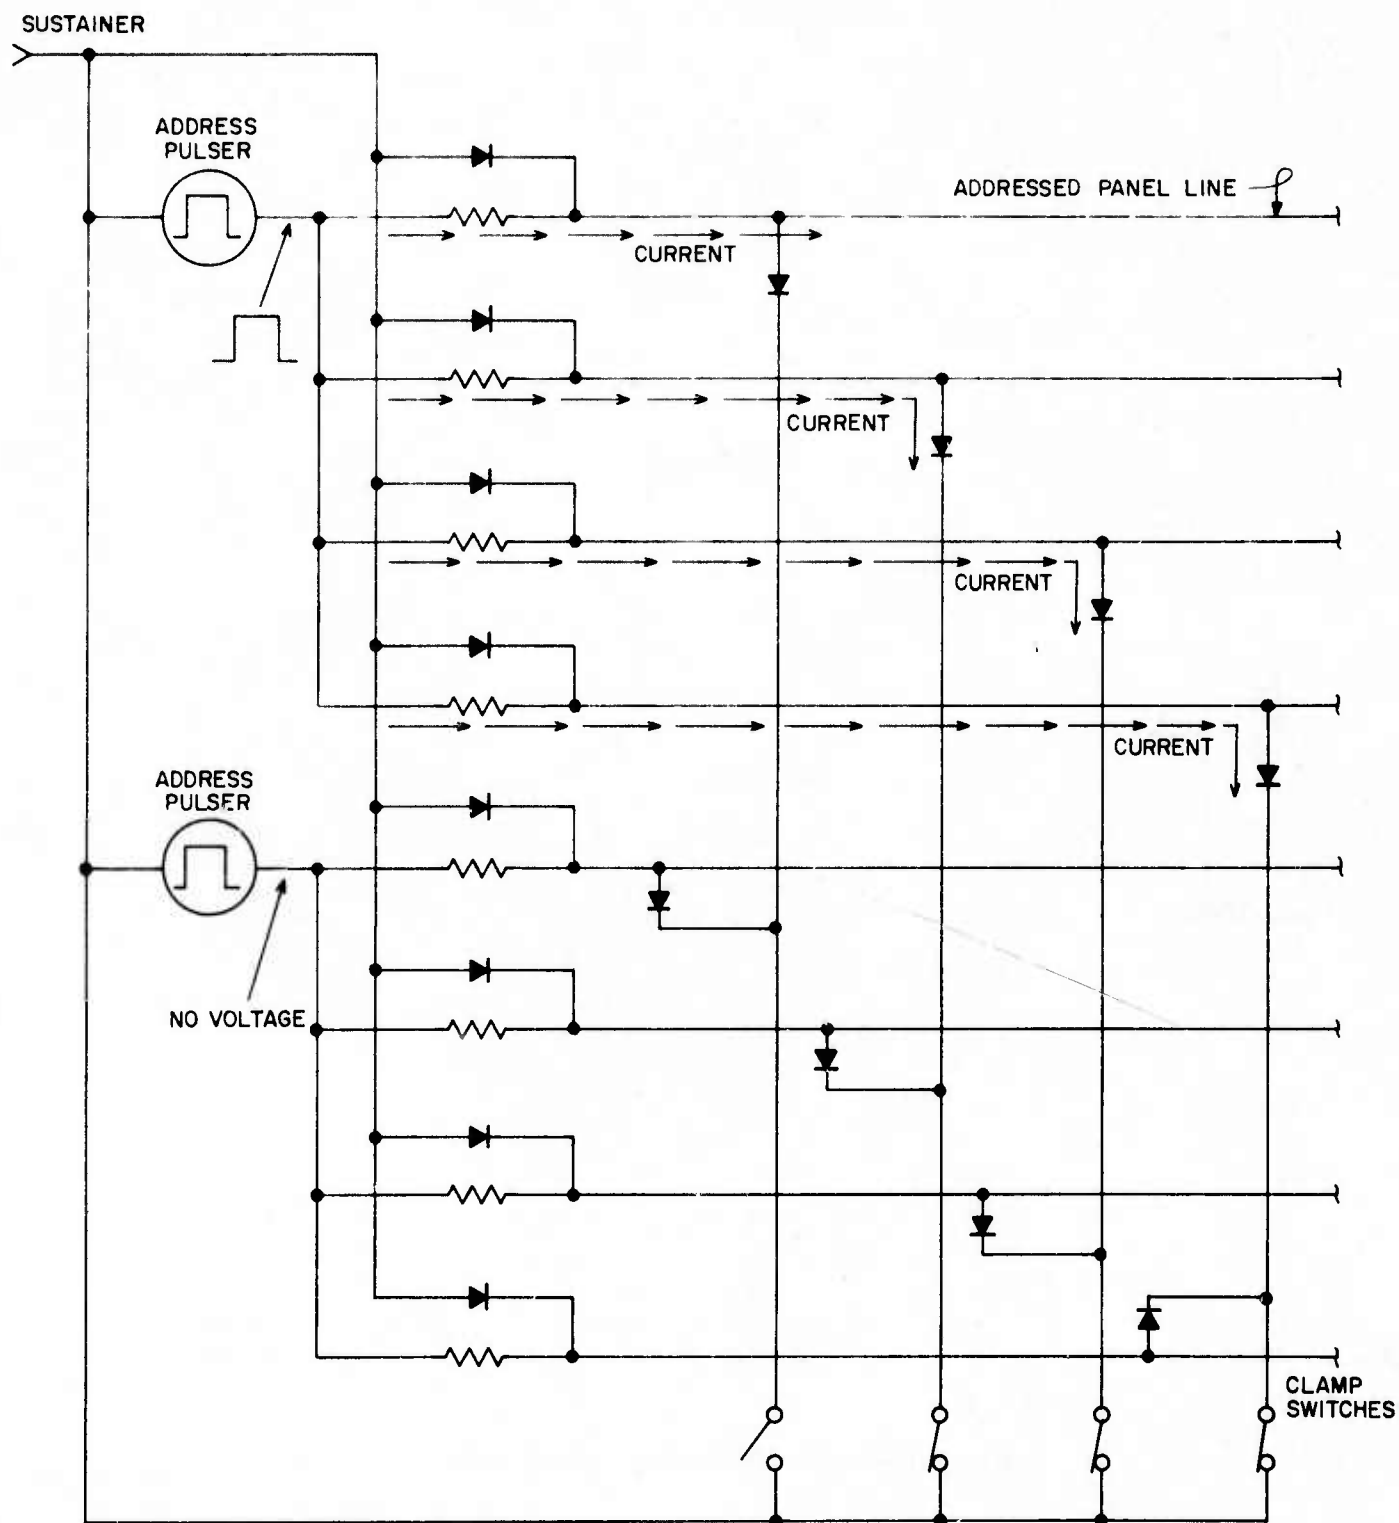 SUSTAINER
ADDRESS
PULSER
ADDRESSED PANEL LINE
CURRENT
CURRENT
CURRENT
CURRENT
ADDRESS
PULSER
NO VOLTAGE
CLAMP
SWITCHES